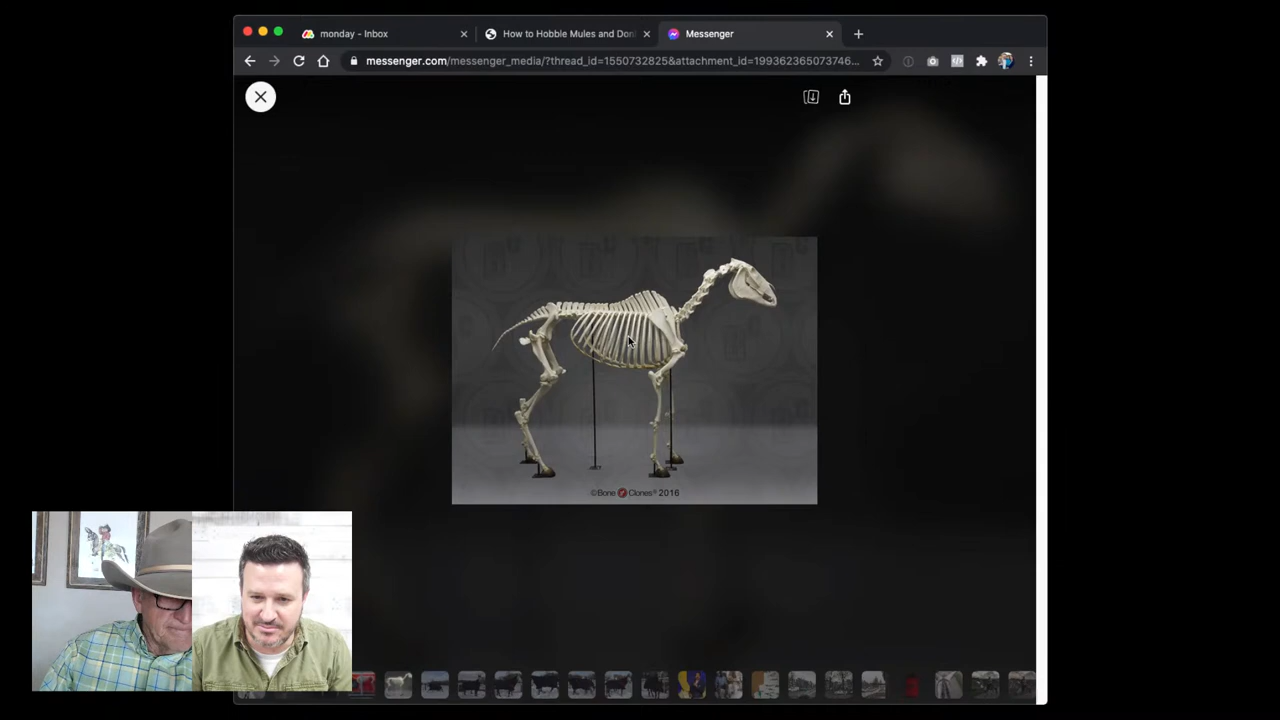 monday - Inbox
How to Hobble Mules and Don
Messenger
messenger.com/messenger_media/?thread_id=1550732825&attachment_id=199362365073746...
©Bone Clones® 2016